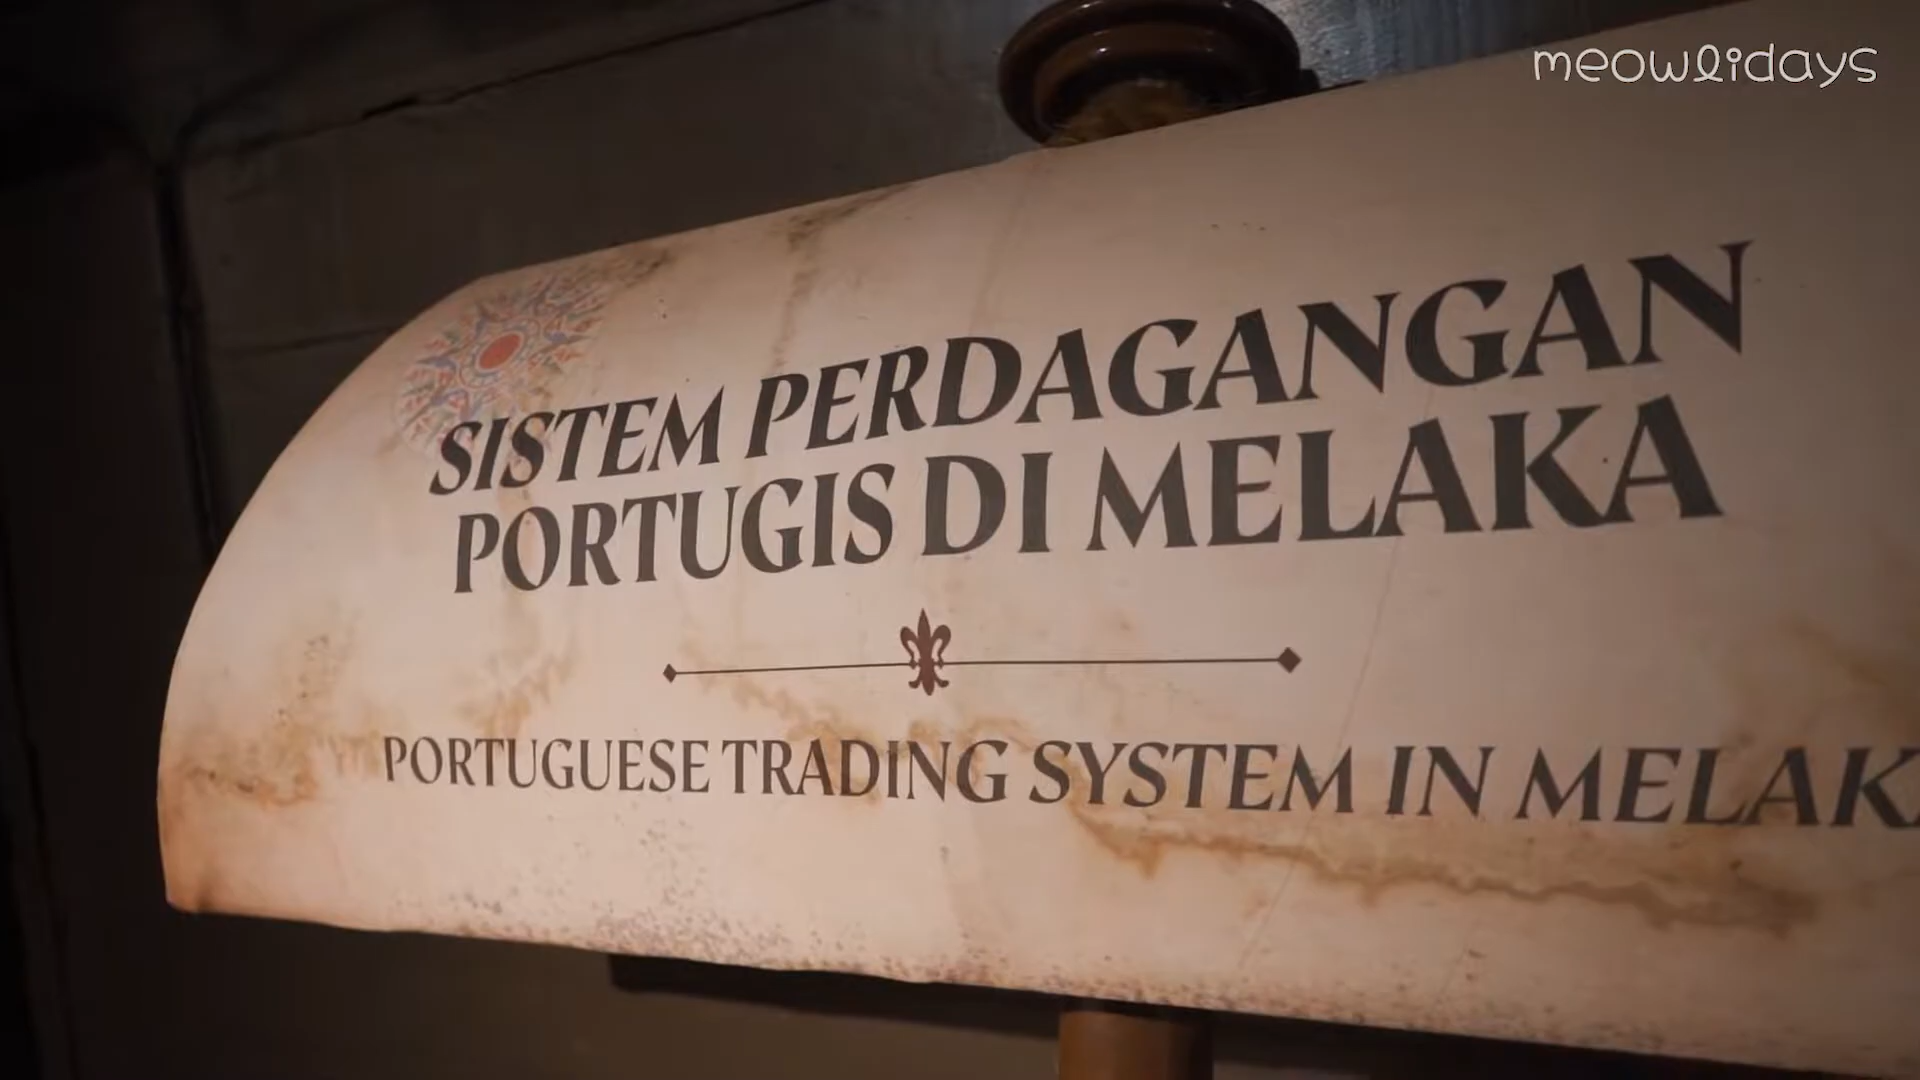 meowlidays
SISTEM PERDAGANGAN
PORTUGIS DI MELAKA
PORTUGUESE TRADING SYSTEM IN MELAK